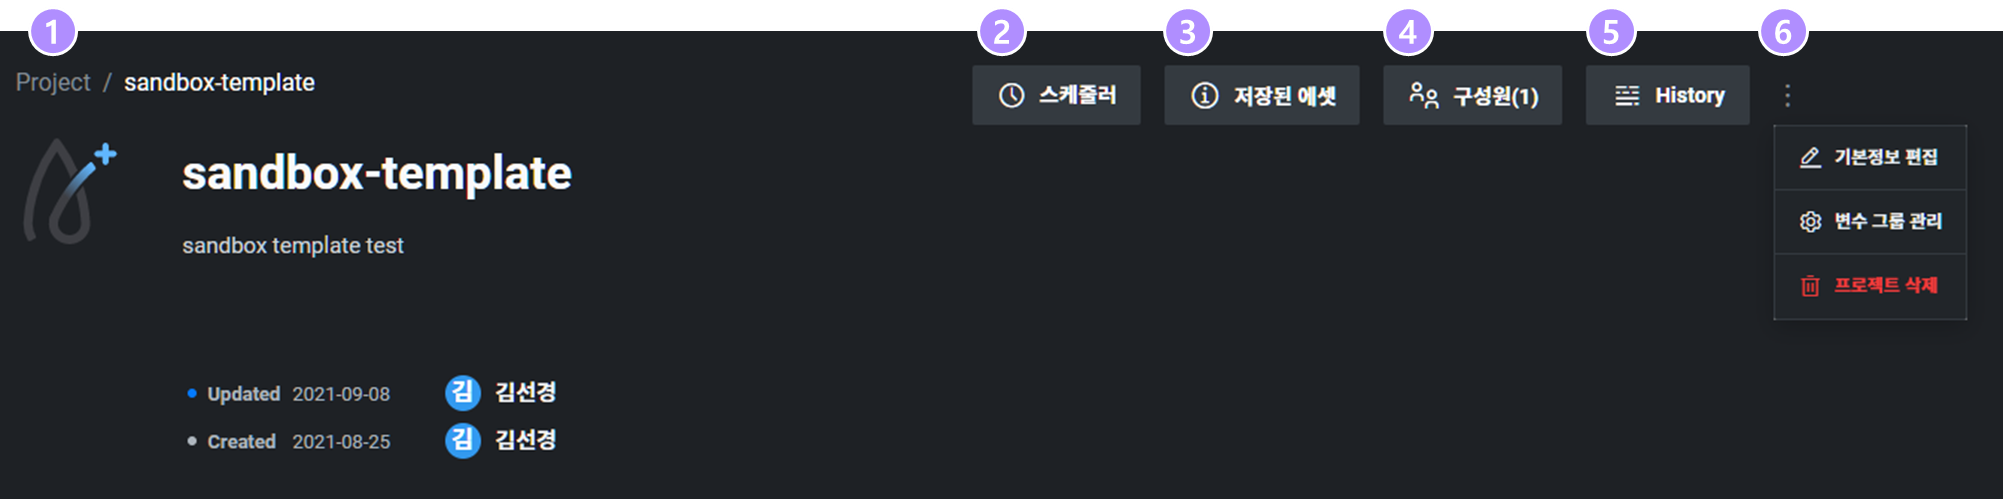 1 2 3 4 5 6
Project / sandbox-template
스케줄러
저장된 에셋
구성원(1)
History
기본정보 편집
변수 그룹 관리
프로젝트 삭제
sandbox-template
sandbox template test
Updated 2021-09-08 김 김선경
Created 2021-08-25 김 김선경